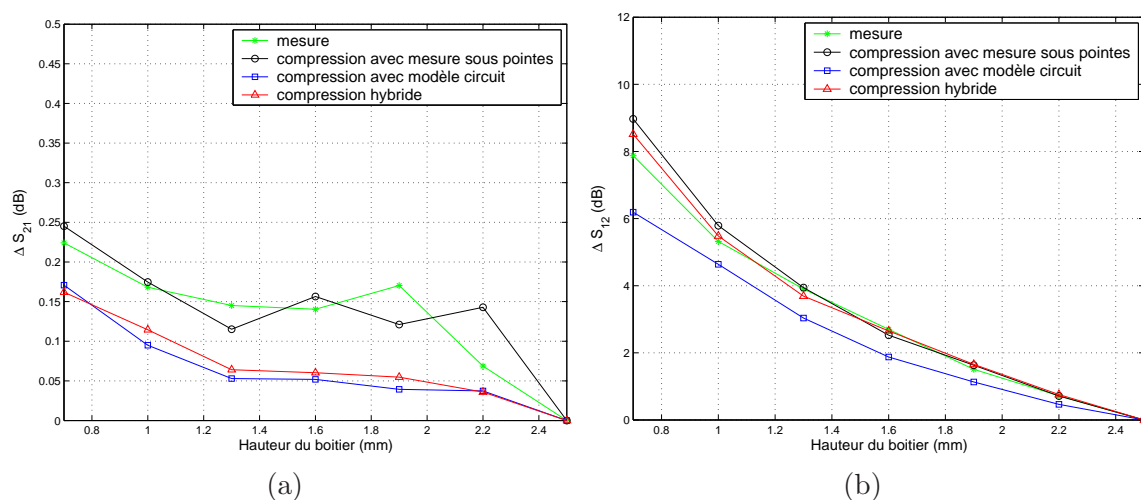 0.5
0.45
0.4
0.35
0.3
0.25
0.2
0.15
0.1
0.05
0
Δ S21 (dB)
mesure
compression avec mesure sous pointes
compression avec modèle circuit
compression hybride
0.8 1 1.2 1.4 1.6 1.8 2 2.2 2.4
Hauteur du boitier (mm)
(a)
12
10
8
6
4
2
0
Δ S12 (dB)
mesure
compression avec mesure sous pointes
compression avec modèle circuit
compression hybride
0.8 1 1.2 1.4 1.6 1.8 2 2.2 2.4
Hauteur du boitier (mm)
(b)